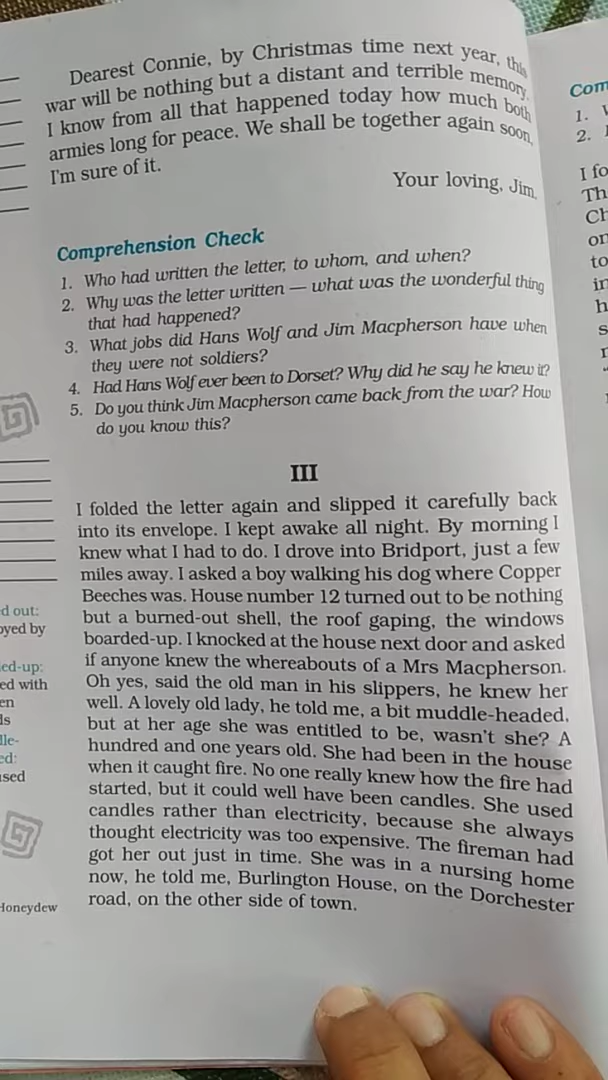 Dearest Connie, by Christmas time next year, this
war will be nothing but a distant and terrible memory.
I know from all that happened today how much both
armies long for peace. We shall be together again soon,
I'm sure of it.
Your loving, Jim.
Comprehension Check
1. Who had written the letter, to whom, and when?
2. Why was the letter written — what was the wonderful thing
that had happened?
3. What jobs did Hans Wolf and Jim Macpherson have when
they were not soldiers?
4. Had Hans Wolf ever been to Dorset? Why did he say he knew it?
5. Do you think Jim Macpherson came back from the war? How
do you know this?
III
I folded the letter again and slipped it carefully back
into its envelope. I kept awake all night. By morning I
knew what I had to do. I drove into Bridport, just a few
miles away. I asked a boy walking his dog where Copper
Beeches was. House number 12 turned out to be nothing
but a burned-out shell, the roof gaping, the windows
boarded-up. I knocked at the house next door and asked
if anyone knew the whereabouts of a Mrs Macpherson.
Oh yes, said the old man in his slippers, he knew her
well. A lovely old lady, he told me, a bit muddle-headed,
but at her age she was entitled to be, wasn't she? A
hundred and one years old. She had been in the house
when it caught fire. No one really knew how the fire had
started, but it could well have been candles. She used
candles rather than electricity, because she always
thought electricity was too expensive. The fireman had
got her out just in time. She was in a nursing home
now, he told me, Burlington House, on the Dorchester
road, on the other side of town.
d out:
oyed by
ed-up:
ed with
en
ls
lle-
ed:
used
Honeydew
Com
1.
2.
I fo
Th
Ch
on
to
in
h
s